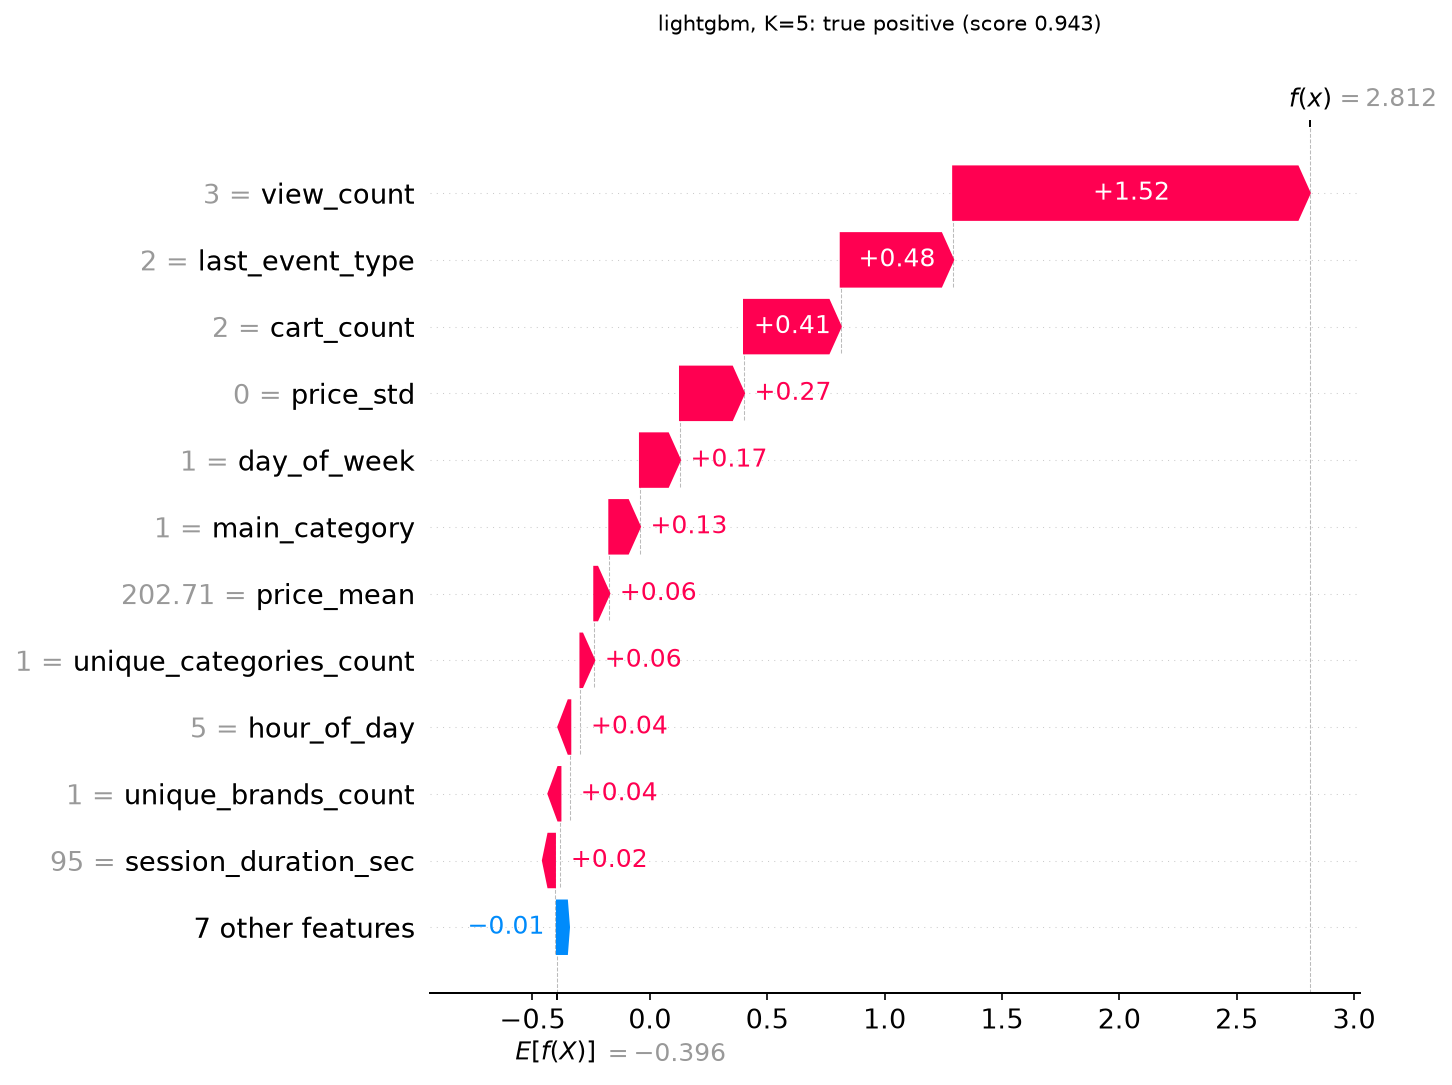 lightgbm, K=5: true positive (score 0.943)
f(x) = 2.812
3 = view_count +1.52
2 = last_event_type +0.48
2 = cart_count +0.41
0 = price_std +0.27
1 = day_of_week +0.17
1 = main_category +0.13
202.71 = price_mean +0.06
1 = unique_categories_count +0.06
5 = hour_of_day +0.04
1 = unique_brands_count +0.04
95 = session_duration_sec +0.02
7 other features −0.01
−0.5 0.0 0.5 1.0 1.5 2.0 2.5 3.0
E[f(X)] = −0.396